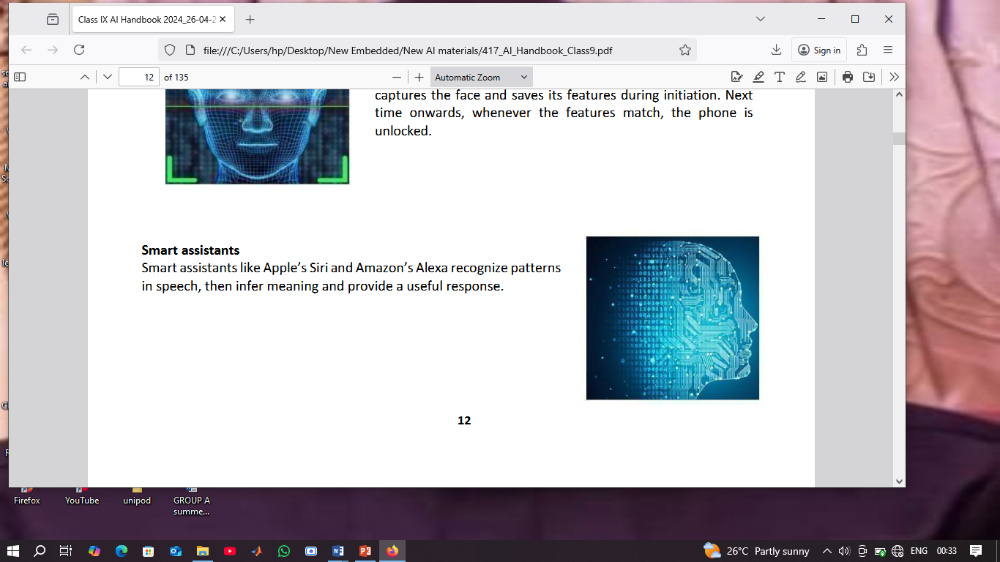 Class IX AI Handbook 2024_26-04-2
file:///C:/Users/hp/Desktop/New Embedded/New AI materials/417_AI_Handbook_Class9.pdf
Sign in
12 of 135
Automatic Zoom
captures the face and saves its features during initiation. Next
time onwards, whenever the features match, the phone is
unlocked.
Smart assistants
Smart assistants like Apple’s Siri and Amazon’s Alexa recognize patterns
in speech, then infer meaning and provide a useful response.
12
Firefox
YouTube
unipod
GROUP A
summe...
26°C Partly sunny
ENG
00:33